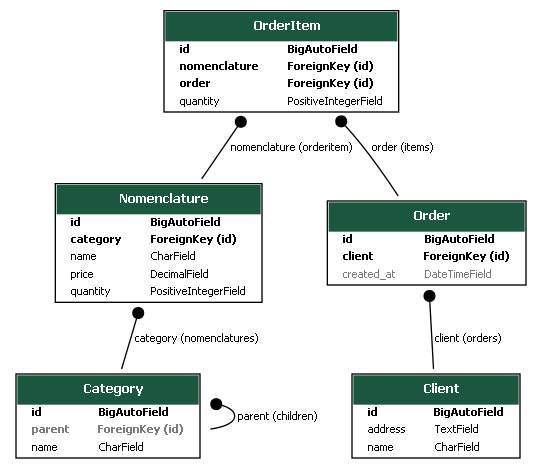 OrderItem
id BigAutoField
nomenclature ForeignKey (id)
order ForeignKey (id)
quantity PositiveIntegerField
nomenclature (orderitem) order (items)
Nomenclature
id BigAutoField
category ForeignKey (id)
name CharField
price DecimalField
quantity PositiveIntegerField
Order
id BigAutoField
client ForeignKey (id)
created_at DateTimeField
category (nomenclatures) client (orders)
Category
id BigAutoField
parent ForeignKey (id)
name CharField
parent (children)
Client
id BigAutoField
address TextField
name CharField